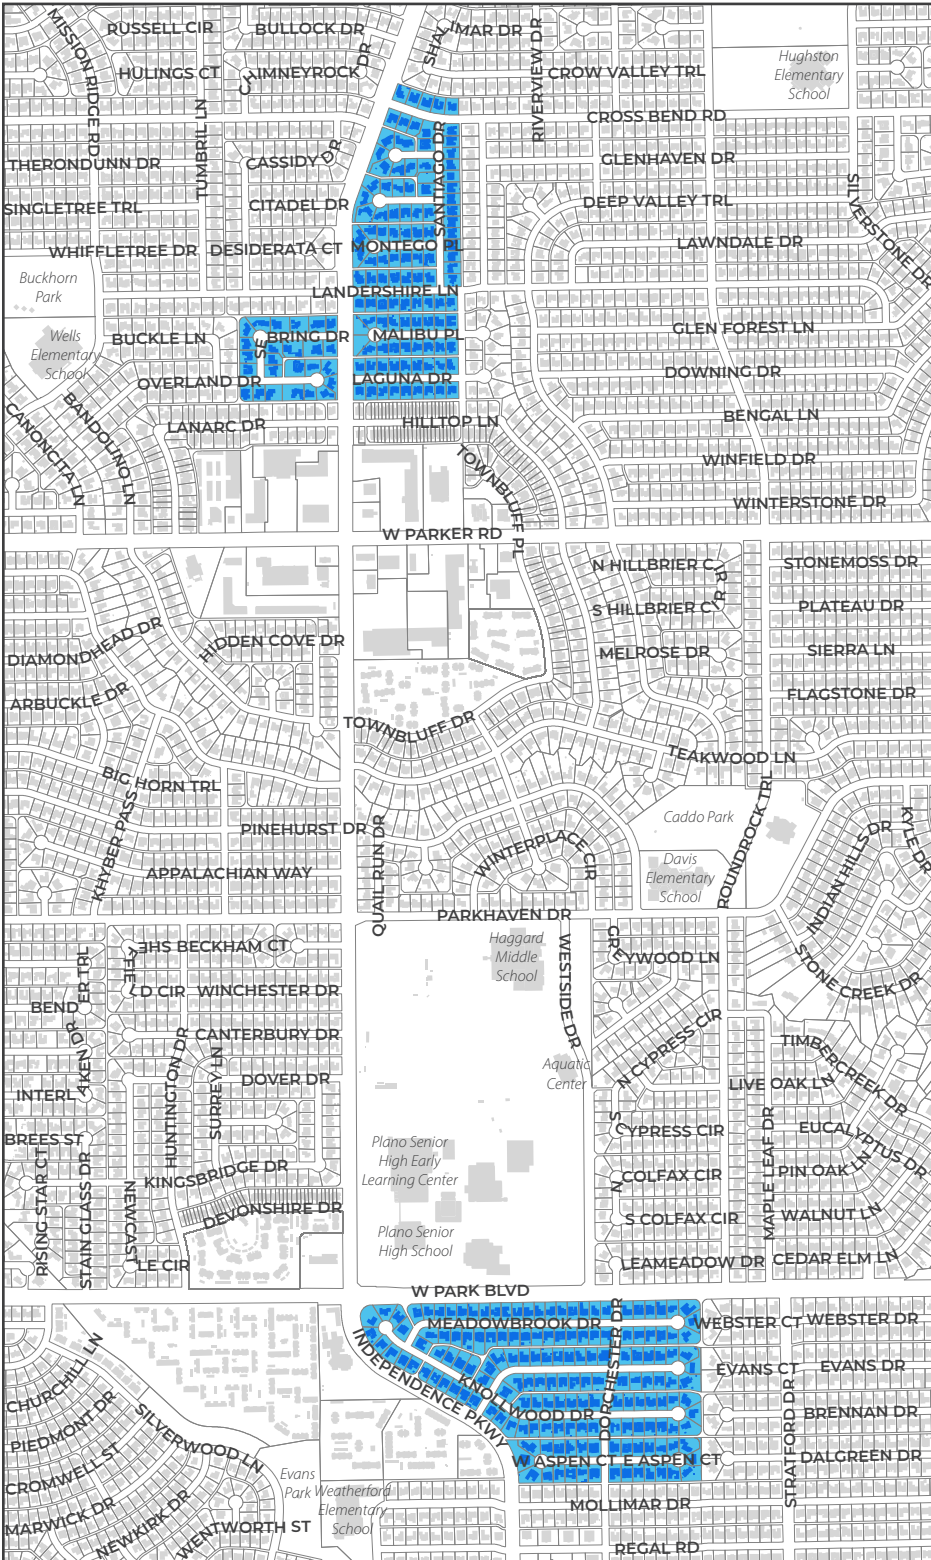 MISSION RIDGE RD
RUSSELL CIR
BULLOCK DR
SHALIMAR DR
RIVERVIEW DR
Hughston
Elementary
School
HULINGS CT
CHIMNEYROCK DR
CROW VALLEY TRL
TUMBRIL LN
CROSS BEND RD
THERONDUNN DR
CASSIDY DR
SANTIAGO DR
GLENHAVEN DR
SINGLETREE TRL
CITADEL DR
DEEP VALLEY TRL
SILVERSTONE DR
WHIFFLETREE DR
DESIDERATA CT
MONTEGO PL
LAWNDALE DR
Buckhorn
Park
LANDERSHIRE LN
Wells
Elementary
School
BUCKLE LN
SEABRING DR
MALIBU PL
GLEN FOREST LN
OVERLAND DR
LAGUNA DR
DOWNING DR
CANONCITA LN
BANDOLINO LN
LANARC DR
HILLTOP LN
BENGAL LN
TOWNBLUFF PL
WINFIELD DR
WINTERSTONE DR
W PARKER RD
N HILLBRIER CIR
STONEMOSS DR
S HILLBRIER CIR
PLATEAU DR
DIAMONDHEAD DR
HIDDEN COVE DR
MELROSE DR
SIERRA LN
ARBUCKLE DR
FLAGSTONE DR
TOWNBLUFF DR
TEAKWOOD LN
BIG HORN TRL
KHYBER PASS
PINEHURST DR
QUAIL RUN DR
WINTERPLACE CIR
Caddo Park
ROUNDROCK TRL
KYLE DR
APPALACHIAN WAY
Davis
Elementary
School
INDIAN HILLS DR
PARKHAVEN DR
SHEFFIELD CIR
BECKHAM CT
Haggard
Middle
School
WESTSIDE DR
GREYWOOD LN
STONE CREEK DR
BENDER TRL
WINCHESTER DR
INTERLAKEN DR
HUNTINGTON DR
CANTERBURY DR
N CYPRESS CIR
TIMBERCREEK DR
SURREY LN
DOVER DR
Aquatic
Center
LIVE OAK LN
BREES ST
Plano Senior
High Early
Learning Center
S CYPRESS CIR
MAPLE LEAF DR
EUCALYPTUS DR
RISING STAR CT
STAIN GLASS DR
NEWCASTLE CIR
KINGSBRIDGE DR
N COLFAX CIR
PIN OAK LN
DEVONSHIRE DR
Plano Senior
High School
S COLFAX CIR
WALNUT LN
LEAMEADOW DR
CEDAR ELM LN
W PARK BLVD
INDEPENDENCE PKWY
MEADOWBROOK DR
DORCHESTER DR
WEBSTER CT
WEBSTER DR
CHURCHILL LN
EVANS CT
EVANS DR
PIEDMONT DR
SILVERWOOD LN
KNOLLWOOD DR
STRATFORD DR
BRENNAN DR
CROMWELL ST
W ASPEN CT
E ASPEN CT
DALGREEN DR
MARWICK DR
NEWKIRK DR
WENTWORTH ST
Evans
Park
Weatherford
Elementary
School
MOLLIMAR DR
REGAL RD